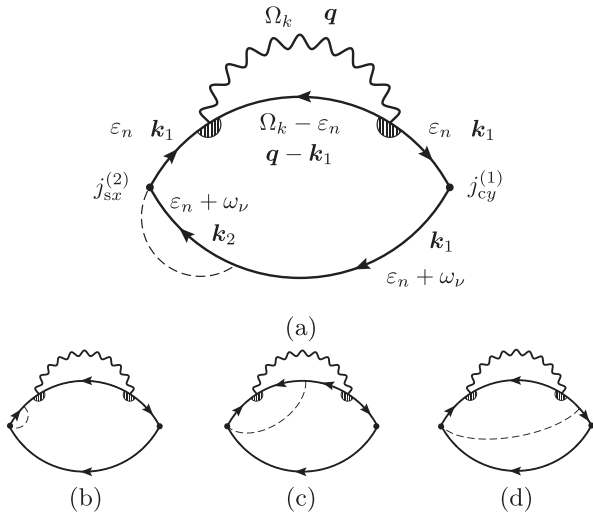 Ω_k q
ε_n k_1
Ω_k − ε_n
q − k_1
ε_n k_1
j_sx^(2)
j_cy^(1)
ε_n + ω_ν
k_2
k_1
ε_n + ω_ν
(a)
(b) (c) (d)